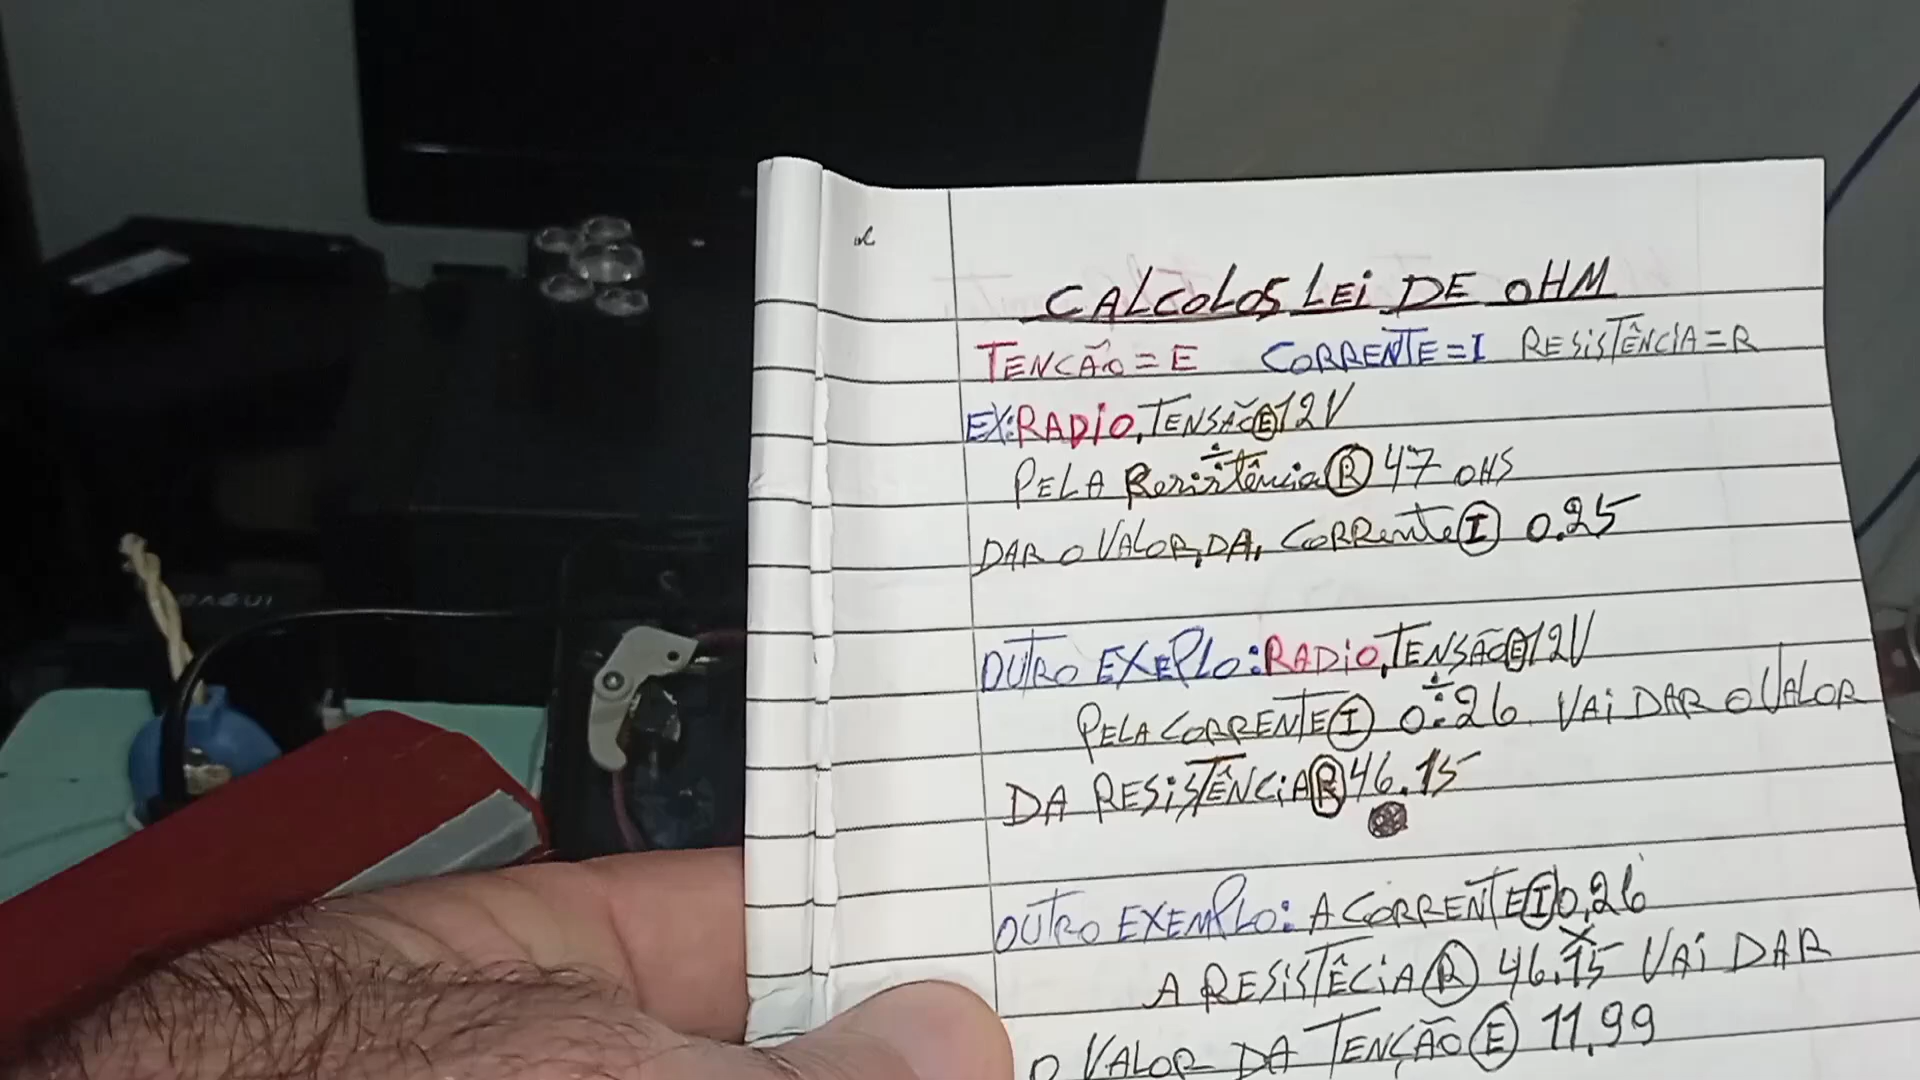 CALCOLOS LEI DE OHM
TENCÃO = E CORRENTE = I RESISTÊNCIA = R
EX: RADIO, TENSÃO E 12V
÷
PELA Resistência R 47 OHS
DAR O VALOR, DA, CORRente I 0.25
OUTRO EXEPLO: RADIO, TENSÃO E 12V
÷
PELA CORRENTE I 0.26 VAI DAR O VALOR
DA RESISTÊNCIA R 46.15
OUTRO EXEMPLO: A CORRENTE I 0,26
X
A RESISTÊCIA R 46.15 VAI DAR
O VALOR DA TENÇÃO E 11,99